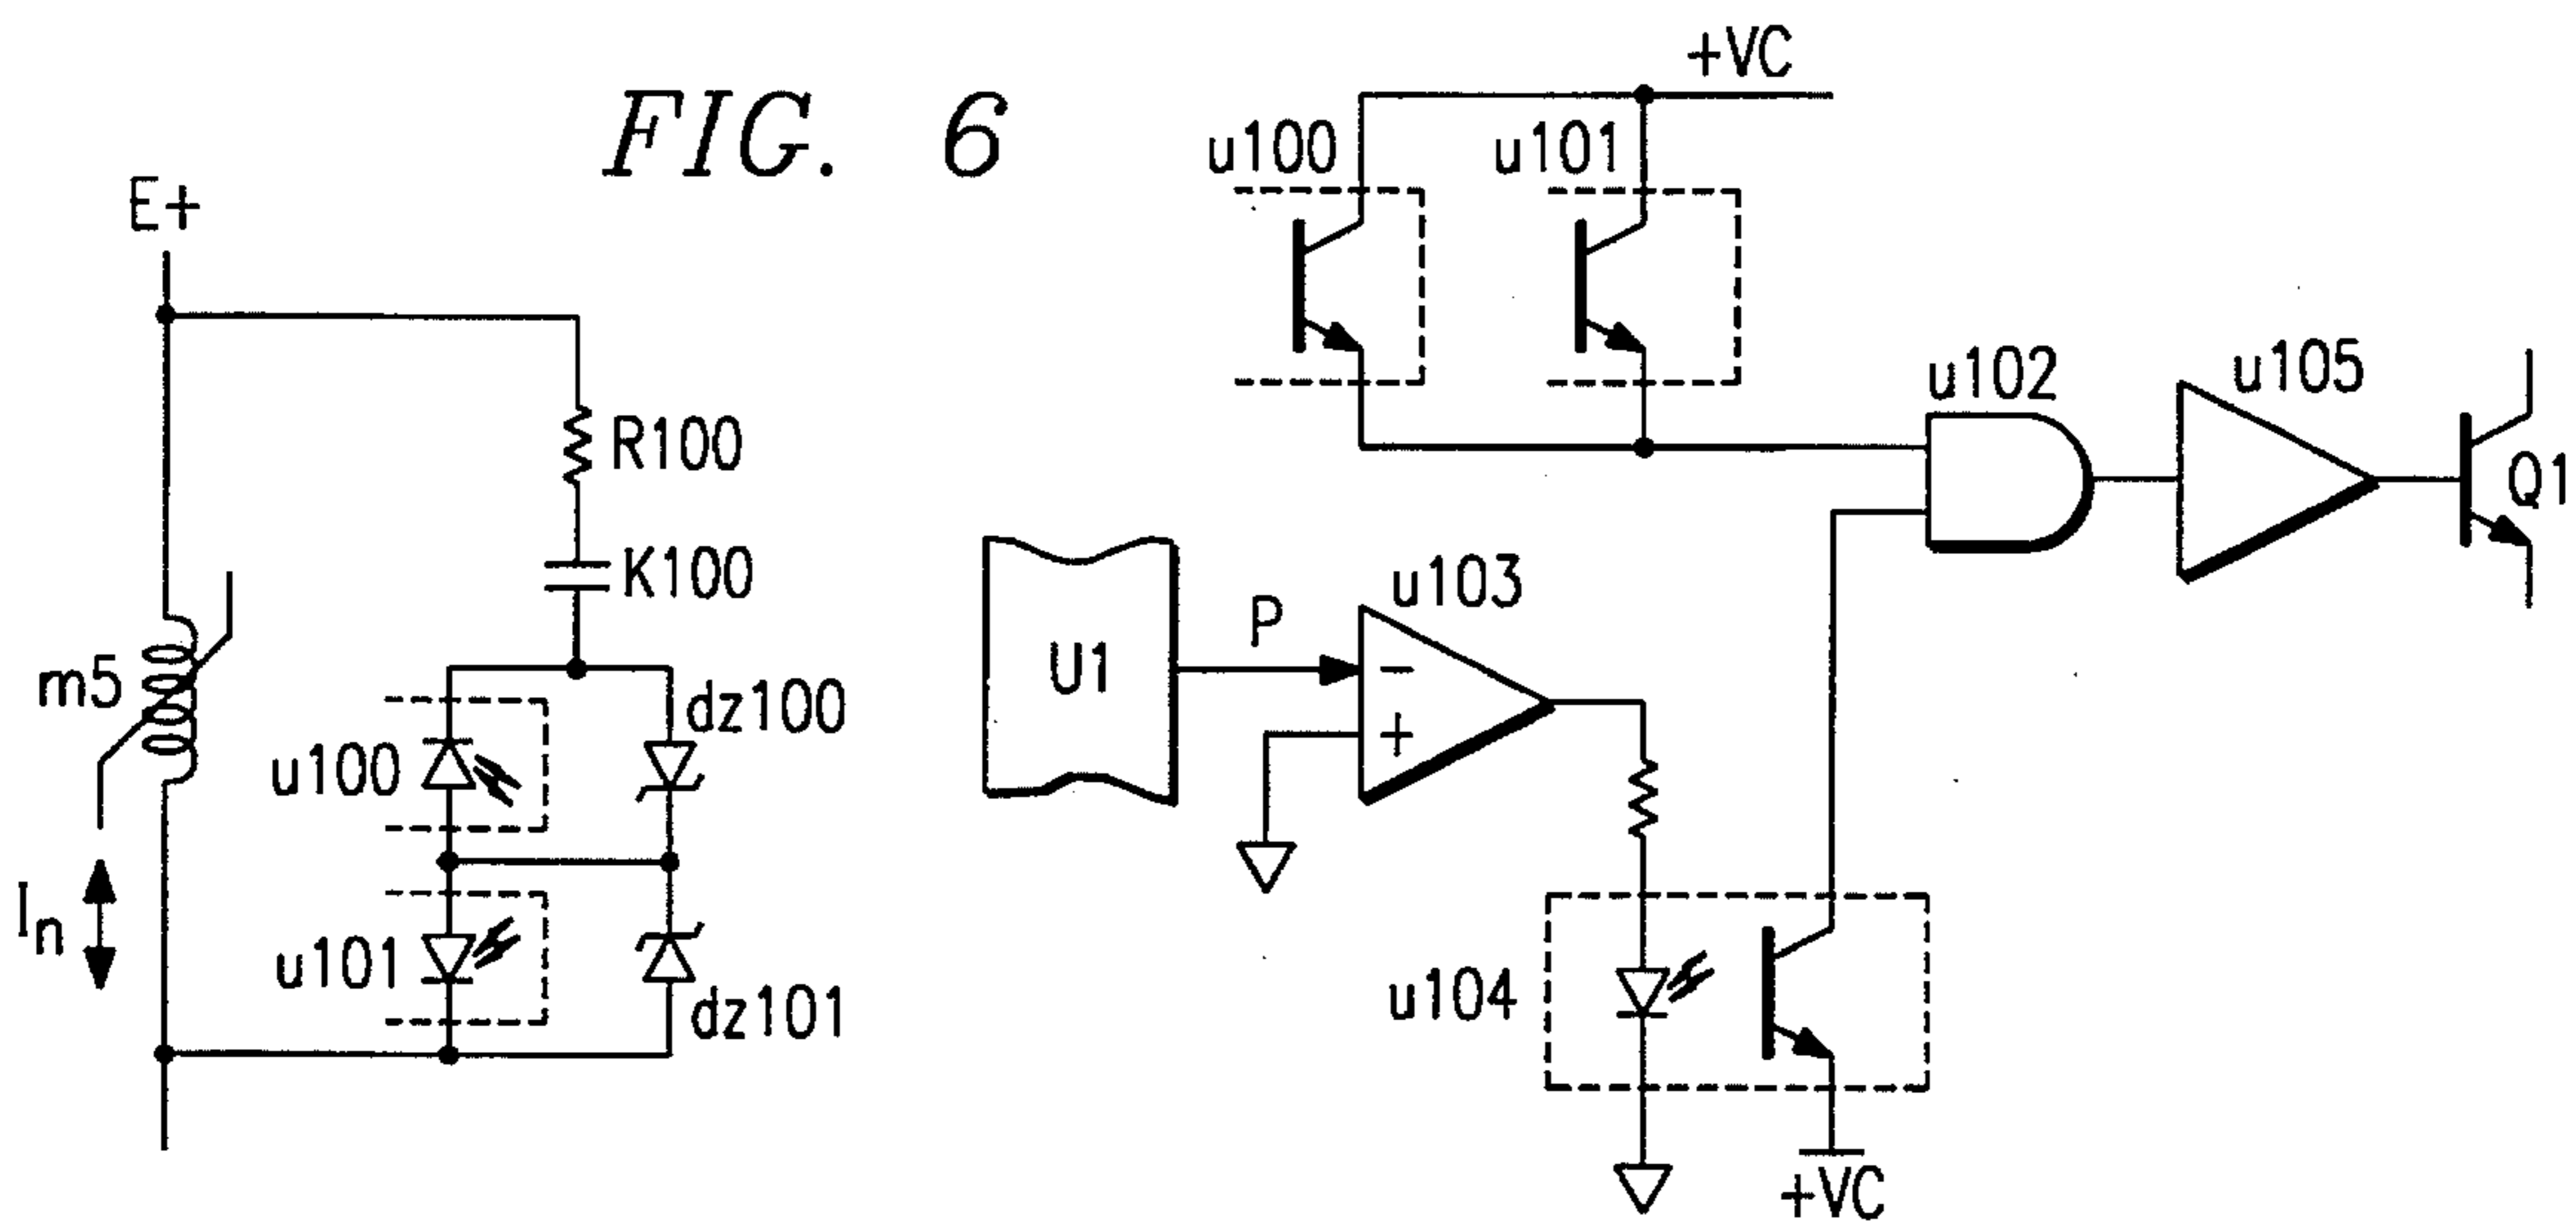 FIG. 6
+VC
u100
u101
E+
R100
K100
m5
dz100
u100
u101
dz101
In
u102
u105
Q1
U1
P
u103
−
+
u104
+VC